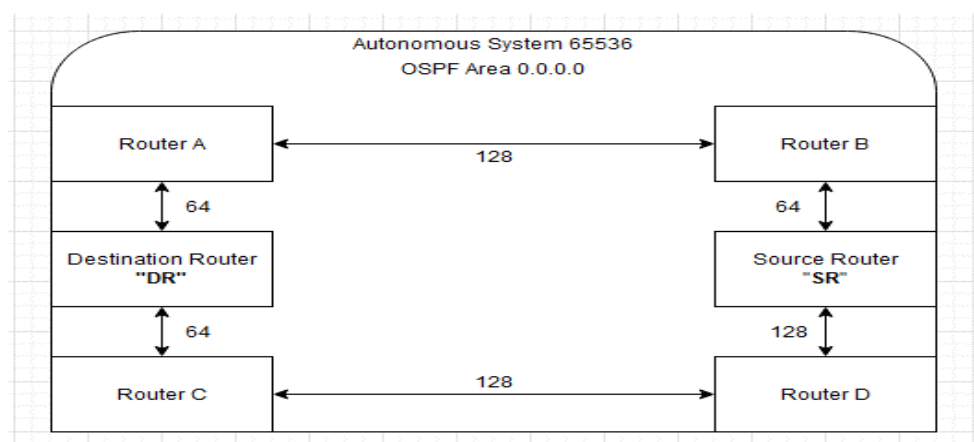 Autonomous System 65536
OSPF Area 0.0.0.0
Router A
Router B
128
64
64
Destination Router
"DR"
Source Router
"SR"
64
128
Router C
128
Router D